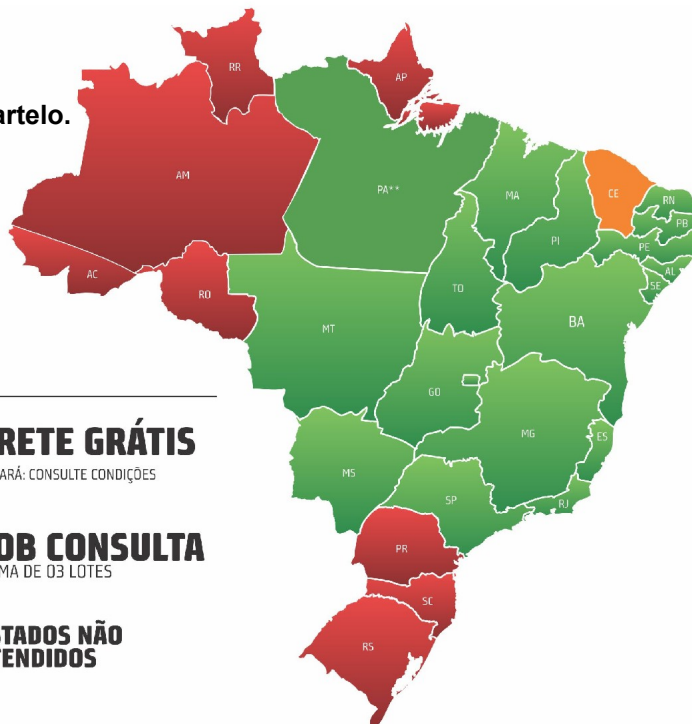 artelo.
RR
AP
AM
PA**
MA
CE
RN
PB
PI
PE
AC
RO
TO
AL
SE
MT
BA
GO
MG
ES
MS
SP
RJ
PR
SC
RS
RETE GRÁTIS
ARÁ: CONSULTE CONDIÇÕES
OB CONSULTA
MA DE 03 LOTES
TADOS NÃO
TENDIDOS